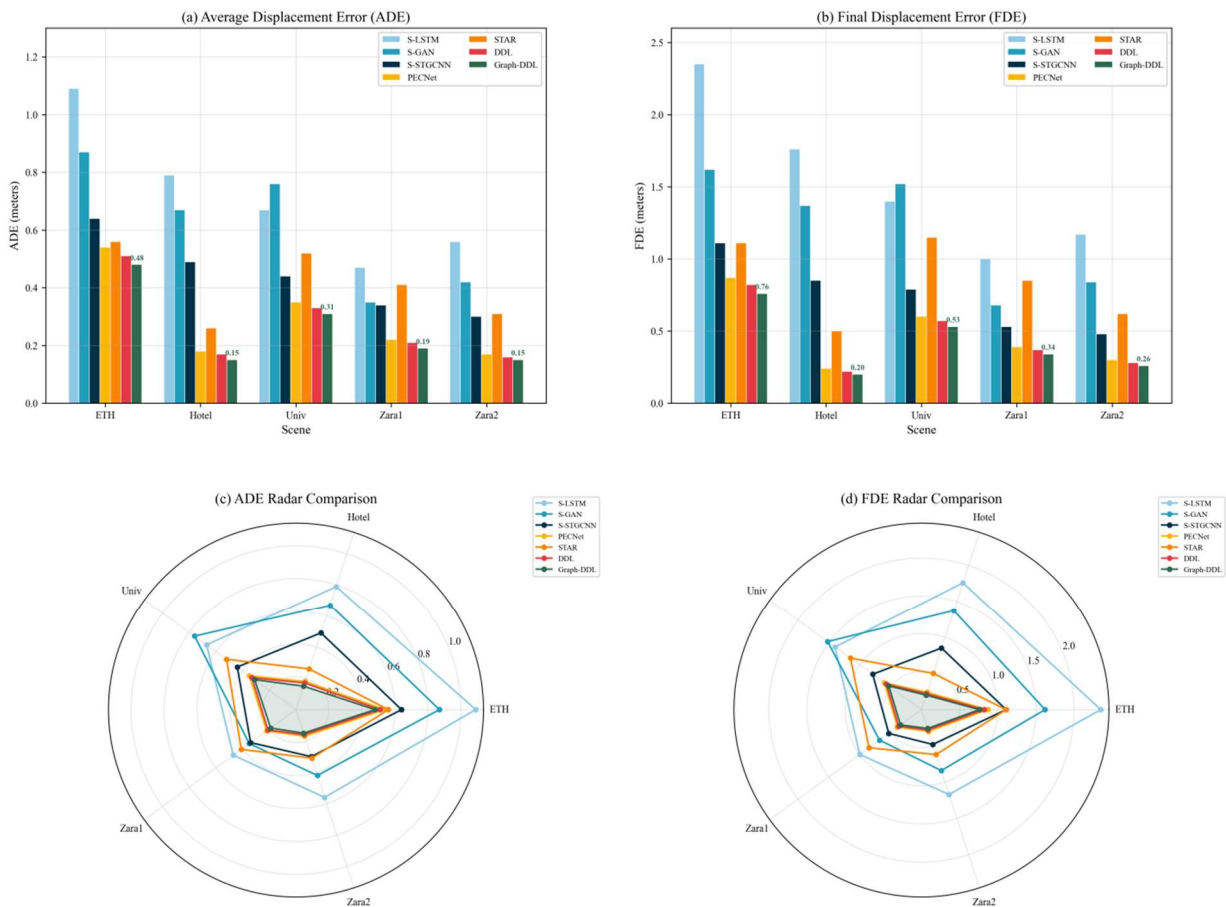 (a) Average Displacement Error (ADE)
S-LSTM
S-GAN
S-STGCNN
PECNet
STAR
DDL
Graph-DDL
1.2
1.0
0.8
0.6
0.4
0.2
0.0
ADE (meters)
0.48
0.15
0.31
0.19
0.15
ETH
Hotel
Univ
Zara1
Zara2
Scene
(b) Final Displacement Error (FDE)
S-LSTM
S-GAN
S-STGCNN
PECNet
STAR
DDL
Graph-DDL
2.5
2.0
1.5
1.0
0.5
0.0
FDE (meters)
0.76
0.20
0.53
0.34
0.26
ETH
Hotel
Univ
Zara1
Zara2
Scene
(c) ADE Radar Comparison
S-LSTM
S-GAN
S-STGCNN
PECNet
STAR
DDL
Graph-DDL
Hotel
Univ
1.0
0.8
0.6
0.4
0.2
ETH
Zara1
Zara2
(d) FDE Radar Comparison
S-LSTM
S-GAN
S-STGCNN
PECNet
STAR
DDL
Graph-DDL
Hotel
Univ
2.0
1.5
1.0
0.5
ETH
Zara1
Zara2